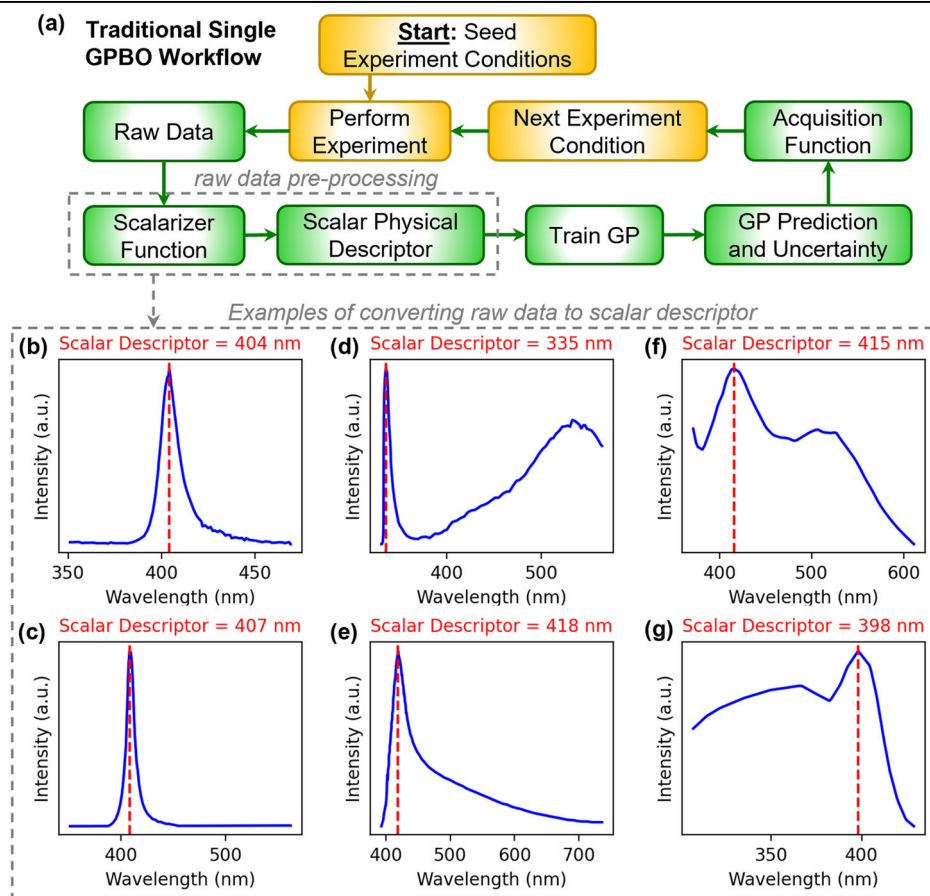 (a) Traditional Single
GPBO Workflow
Start: Seed
Experiment Conditions
Raw Data
Perform
Experiment
Next Experiment
Condition
Acquisition
Function
raw data pre-processing
Scalarizer
Function
Scalar Physical
Descriptor
Train GP
GP Prediction
and Uncertainty
Examples of converting raw data to scalar descriptor
(b)
Scalar Descriptor = 404 nm
Intensity (a.u.)
350 400 450
Wavelength (nm)
(d)
Scalar Descriptor = 335 nm
Intensity (a.u.)
400 500
Wavelength (nm)
(f)
Scalar Descriptor = 415 nm
Intensity (a.u.)
400 500 600
Wavelength (nm)
(c)
Scalar Descriptor = 407 nm
Intensity (a.u.)
400 500
Wavelength (nm)
(e)
Scalar Descriptor = 418 nm
Intensity (a.u.)
400 500 600 700
Wavelength (nm)
(g)
Scalar Descriptor = 398 nm
Intensity (a.u.)
350 400
Wavelength (nm)